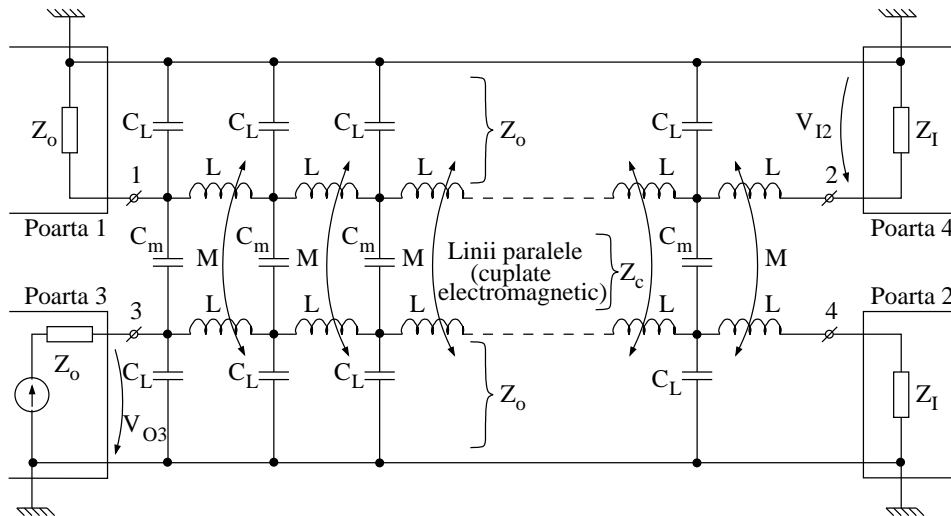 Z_o
C_L
C_L
C_L
Z_o
C_L
V_I2
Z_I
1
L
L
L
L
L
2
Poarta 1
Poarta 4
C_m
M
C_m
M
C_m
M
Linii paralele
(cuplate
electromagnetic)
Z_c
C_m
M
Poarta 3
3
L
L
L
L
L
4
Poarta 2
Z_o
V_O3
C_L
C_L
C_L
Z_o
C_L
Z_I